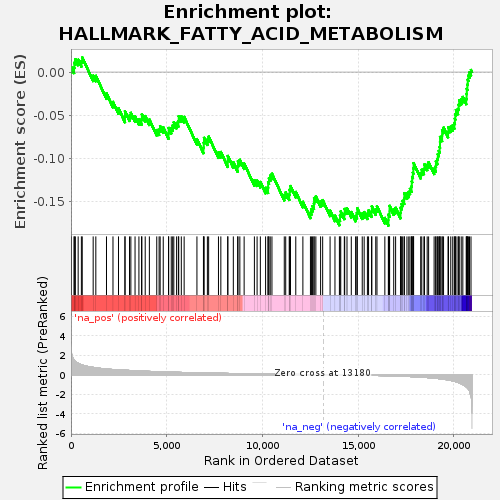 Enrichment plot:
HALLMARK_FATTY_ACID_METABOLISM
Enrichment score (ES)
0.00
-0.05
-0.10
-0.15
'na_pos' (positively correlated)
Ranked list metric (PreRanked)
6
4
2
0
-2
-4
-6
Zero cross at 13180
'na_neg' (negatively correlated)
0
5,000
10,000
15,000
20,000
Rank in Ordered Dataset
Enrichment profile
Hits
Ranking metric scores